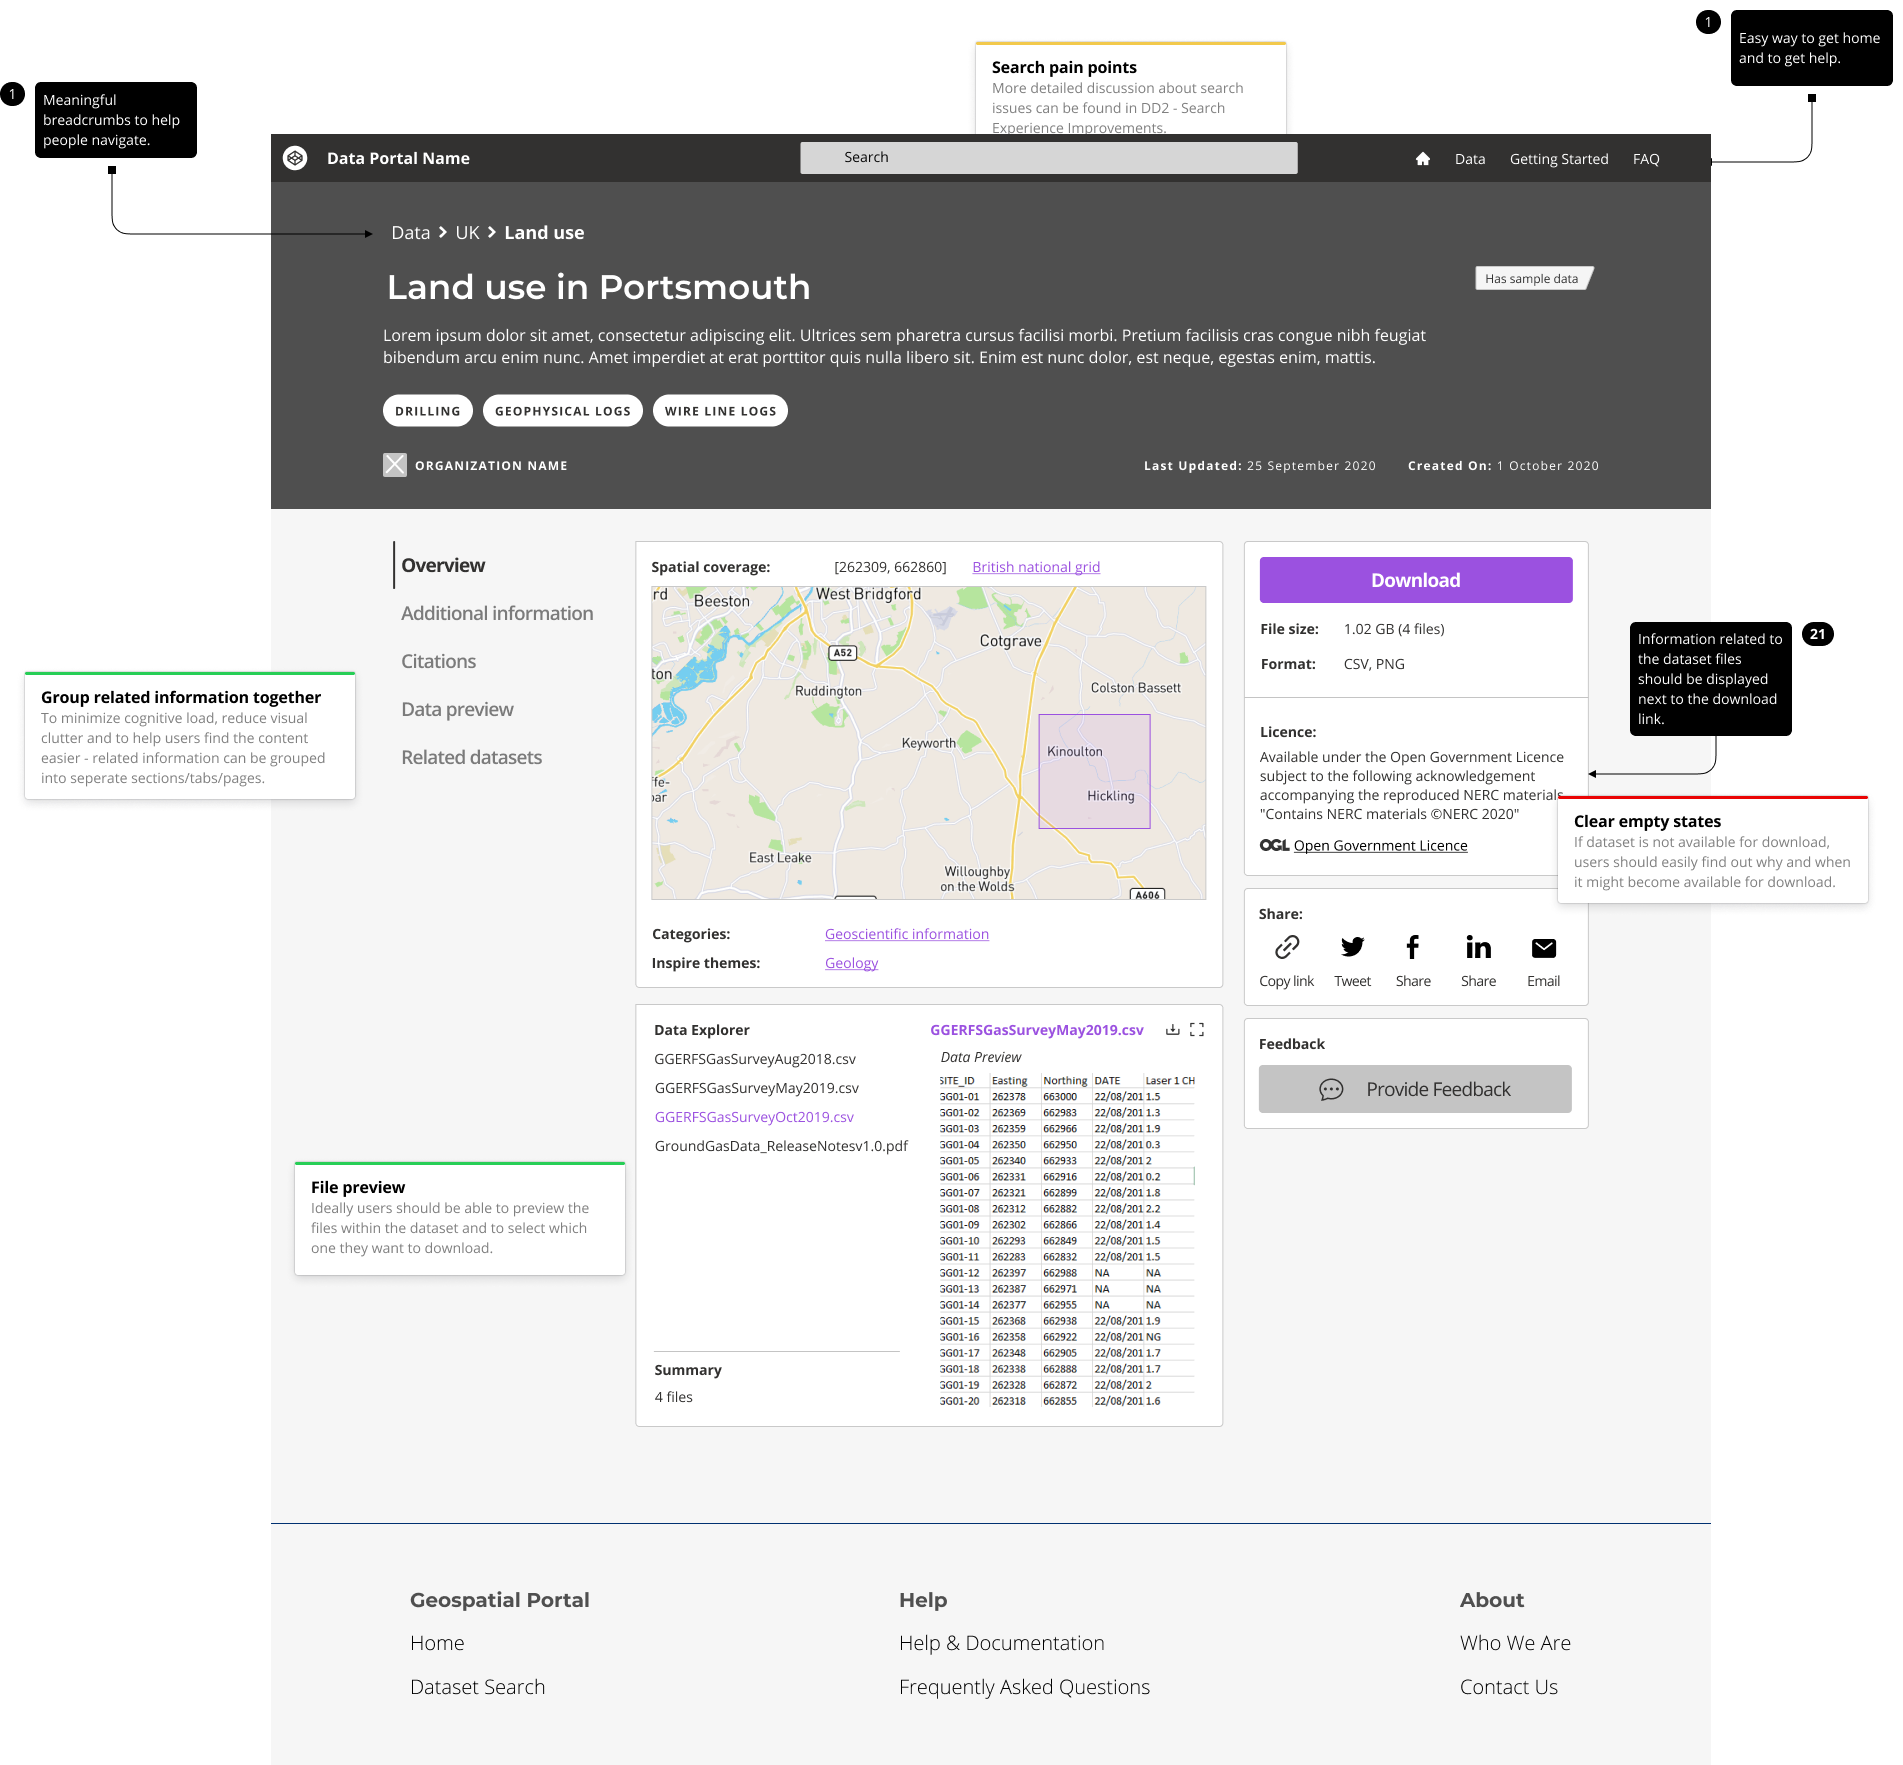 1
Easy way to get home
and to get help.
Search pain points
More detailed discussion about search
issues can be found in DD2 - Search
Experience Improvements.
1
Meaningful
breadcrumbs to help
people navigate.
Data Portal Name
Search
Data
Getting Started
FAQ
Data
UK
Land use
Land use in Portsmouth
Has sample data
Lorem ipsum dolor sit amet, consectetur adipiscing elit. Ultrices sem pharetra cursus facilisi morbi. Pretium facilisis cras congue nibh feugiat
bibendum arcu enim nunc. Amet imperdiet at erat porttitor quis nulla libero sit. Enim est nunc dolor, est neque, egestas enim, mattis.
DRILLING
GEOPHYSICAL LOGS
WIRE LINE LOGS
ORGANIZATION NAME
Last Updated: 25 September 2020
Created On: 1 October 2020
Overview
Additional information
Citations
Data preview
Related datasets
Group related information together
To minimize cognitive load, reduce visual
clutter and to help users find the content
easier - related information can be grouped
into seperate sections/tabs/pages.
Spatial coverage: [262309, 662860] British national grid
rd
Beeston
West Bridgford
Cotgrave
A52
ton
Ruddington
Colston Bassett
Keyworth
Kinoulton
ffe-
oar
Hickling
East Leake
Willoughby
on the Wolds
A606
Categories: Geoscientific information
Inspire themes: Geology
Download
File size: 1.02 GB (4 files)
Format: CSV, PNG
Licence:
Available under the Open Government Licence
subject to the following acknowledgement
accompanying the reproduced NERC materials
"Contains NERC materials ©NERC 2020"
OGL Open Government Licence
21
Information related to
the dataset files
should be displayed
next to the download
link.
Clear empty states
If dataset is not available for download,
users should easily find out why and when
it might become available for download.
Share:
Copy link
Tweet
Share
Share
Email
Feedback
Provide Feedback
Data Explorer
GGERFSGasSurveyAug2018.csv
GGERFSGasSurveyMay2019.csv
GGERFSGasSurveyOct2019.csv
GroundGasData_ReleaseNotesv1.0.pdf
Summary
4 files
GGERFSGasSurveyMay2019.csv
Data Preview
SITE_ID Easting Northing DATE Laser 1 CH
GG01-01 262378 663000 22/08/201 1.5
GG01-02 262369 662983 22/08/201 1.3
GG01-03 262359 662966 22/08/201 1.9
GG01-04 262350 662950 22/08/201 0.3
GG01-05 262340 662933 22/08/201 2
GG01-06 262331 662916 22/08/201 0.2
GG01-07 262321 662899 22/08/201 1.8
GG01-08 262312 662882 22/08/201 2.2
GG01-09 262302 662866 22/08/201 1.4
GG01-10 262293 662849 22/08/201 1.5
GG01-11 262283 662832 22/08/201 1.5
GG01-12 262397 662988 NA NA
GG01-13 262387 662971 NA NA
GG01-14 262377 662955 NA NA
GG01-15 262368 662938 22/08/201 1.9
GG01-16 262358 662922 22/08/201 NG
GG01-17 262348 662905 22/08/201 1.7
GG01-18 262338 662888 22/08/201 1.7
GG01-19 262328 662872 22/08/201 2
GG01-20 262318 662855 22/08/201 1.6
File preview
Ideally users should be able to preview the
files within the dataset and to select which
one they want to download.
Geospatial Portal
Home
Dataset Search
Help
Help & Documentation
Frequently Asked Questions
About
Who We Are
Contact Us